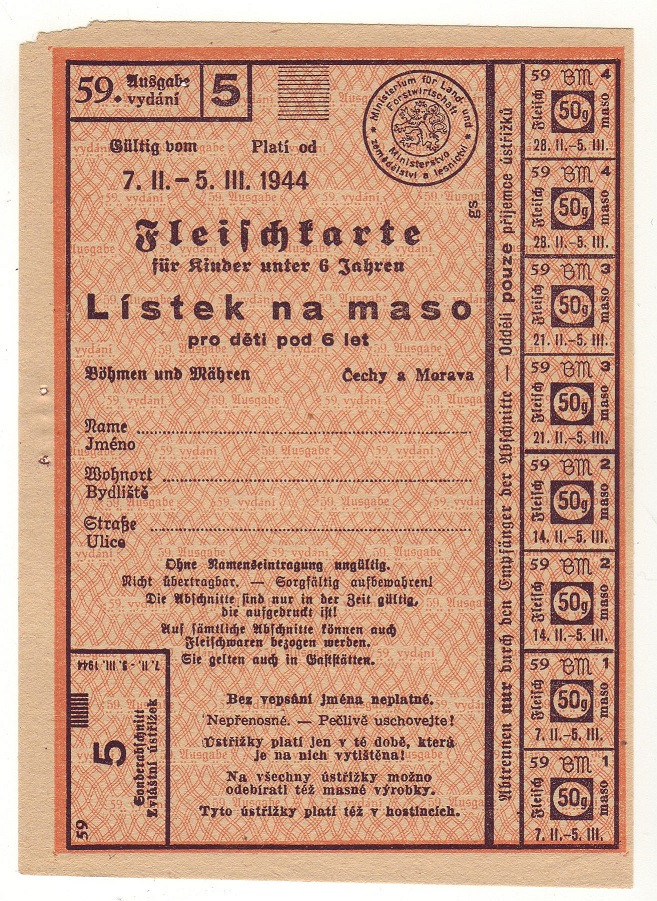 59. Ausgabe
vydání
5
Ministerium für Land- und
Forstwirtschaft
Ministerstvo
zemědělství a lesnictví
Gültig vom Platí od
7. II. – 5. III. 1944
gs
Fleischkarte
für Kinder unter 6 Jahren
Lístek na maso
pro děti pod 6 let
Böhmen und Mähren Čechy a Morava
Name
Jméno
Wohnort
Bydliště
Straße
Ulice
Ohne Namenseintragung ungültig.
Nicht übertragbar. — Sorgfältig aufbewahren!
Die Abschnitte sind nur in der Zeit gültig,
die aufgedruckt ist!
Auf sämtliche Abschnitte können auch
Fleischwaren bezogen werden.
Sie gelten auch in Gaststätten.
Bez vepsání jména neplatné.
Nepřenosné. — Pečlivě uschovejte!
Ústřižky platí jen v té době, která
je na nich vytištěna!
Na všechny ústřižky možno
odebírati též masné výrobky.
Tyto ústřižky platí též v hostincích.
7. II. - 5. III. 1944
5
Sonderabschnitt
Zvláštní ústřižek
59
Abtrennen nur durch den Empfänger der Abschnitte — Oddělí pouze příjemce ústřižků
59 BM 4
Fleisch 50g maso
28. II.–5. III.
59 BM 4
Fleisch 50g maso
28. II.–5. III.
59 BM 3
Fleisch 50g maso
21. II.–5. III.
59 BM 3
Fleisch 50g maso
21. II.–5. III.
59 BM 2
Fleisch 50g maso
14. II.–5. III.
59 BM 2
Fleisch 50g maso
14. II.–5. III.
59 BM 1
Fleisch 50g maso
7. II.–5. III.
59 BM 1
Fleisch 50g maso
7. II.–5. III.